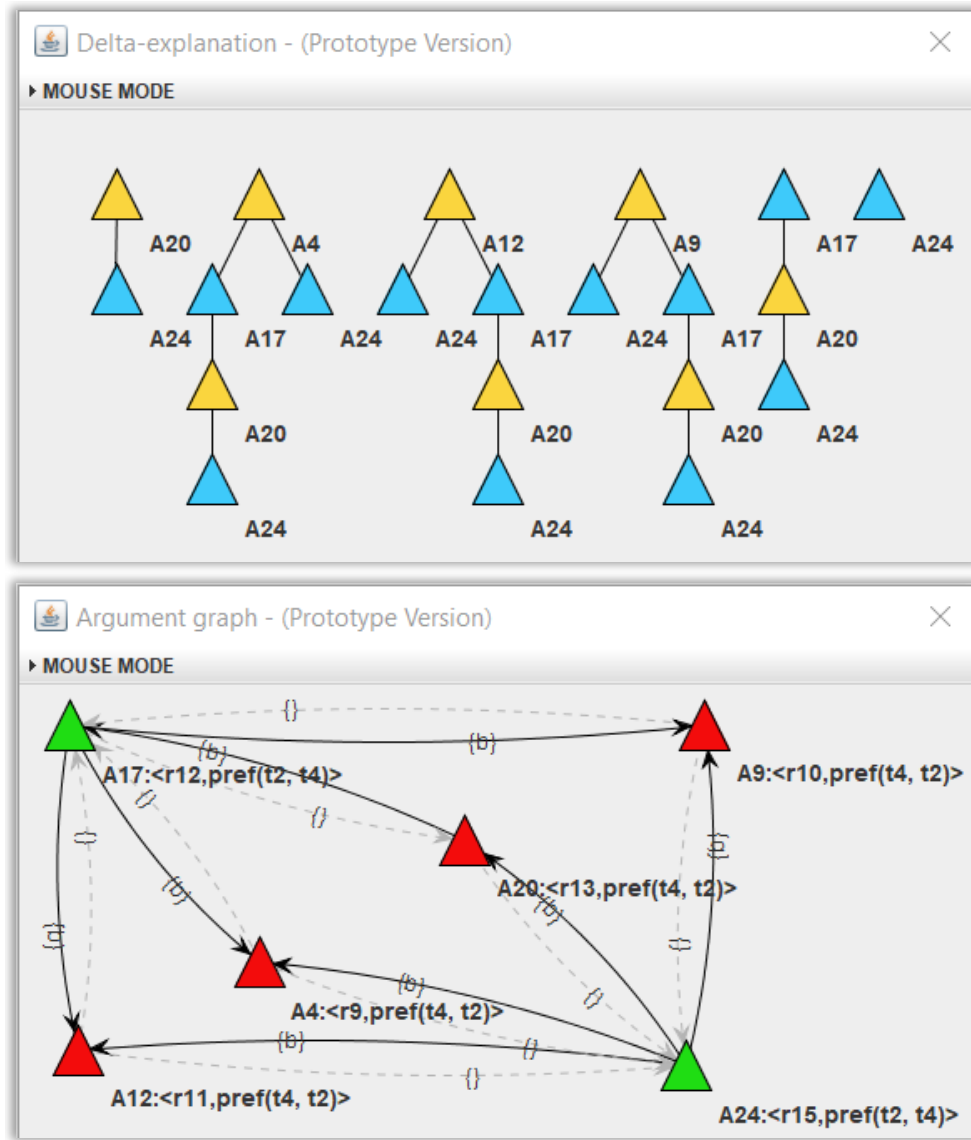 Delta-explanation - (Prototype Version)
MOUSE MODE
A20 A4 A12 A9 A17 A24
A24 A17 A24 A24 A17 A24 A17 A20
A20 A20 A20 A24
A24 A24 A24
Argument graph - (Prototype Version)
MOUSE MODE
{}
{b}
{b}
A17:<r12,pref(t2, t4)>
A9:<r10,pref(t4, t2)>
{}
{}
{}
{b}
A20:<r13,pref(t4, t2)>
{b}
{b}
{b}
{}
{}
{b}
A4:<r9,pref(t4, t2)>
{b}
{}
{}
A12:<r11,pref(t4, t2)>
A24:<r15,pref(t2, t4)>